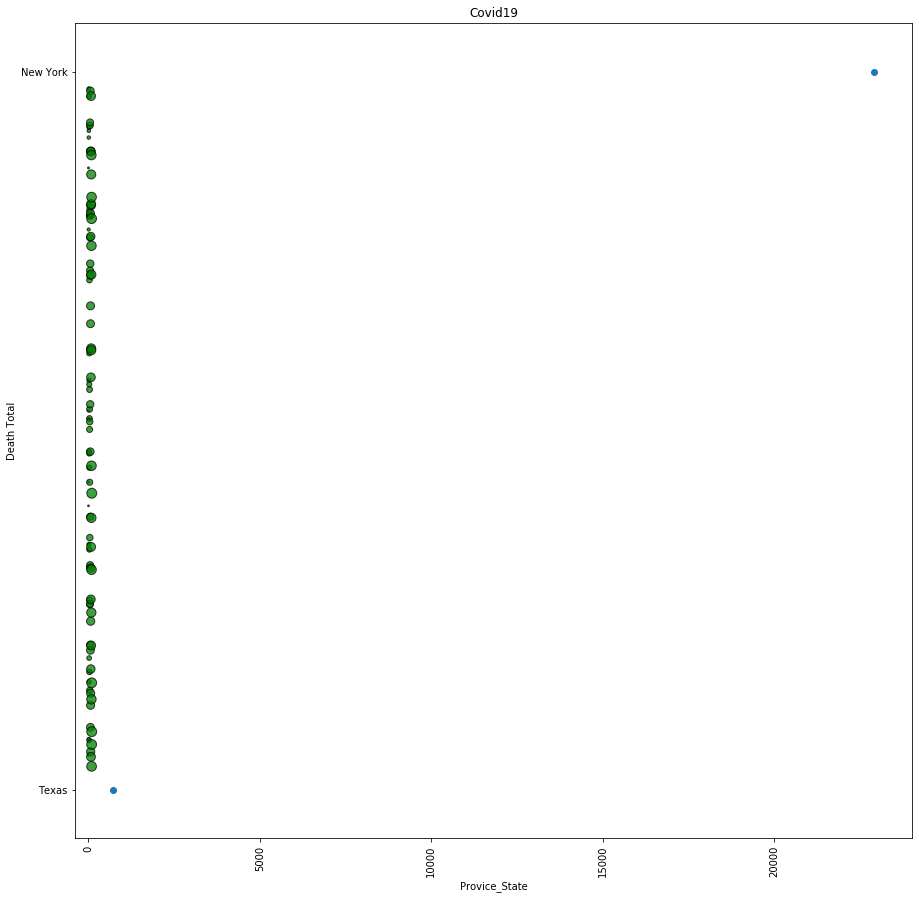 Covid19
New York
Death Total
Texas
0
5000
10000
15000
20000
Provice_State